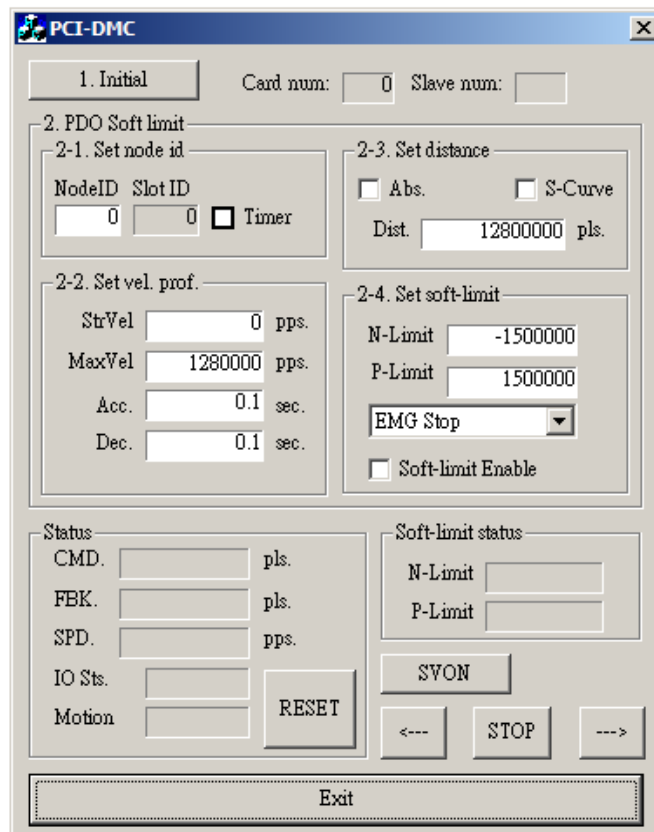 PCI-DMC
1. Initial Card num: 0 Slave num:
2. PDO Soft limit
2-1. Set node id
NodeID Slot ID
0 0 Timer
2-3. Set distance
Abs. S-Curve
Dist. 12800000 pls.
2-2. Set vel. prof.
StrVel 0 pps.
MaxVel 1280000 pps.
Acc. 0.1 sec.
Dec. 0.1 sec.
2-4. Set soft-limit
N-Limit -1500000
P-Limit 1500000
EMG Stop
Soft-limit Enable
Status
CMD. pls.
FBK. pls.
SPD. pps.
IO Sts.
Motion
RESET
Soft-limit status
N-Limit
P-Limit
SVON
<--- STOP --->
Exit